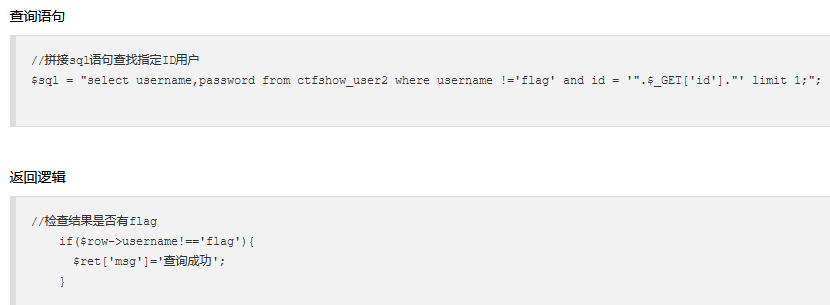 查询语句
//拼接sql语句查找指定ID用户
$sql = "select username,password from ctfshow_user2 where username !='flag' and id = '".$_GET['id']."' limit 1;";
返回逻辑
//检查结果是否有flag
if($row->username!=='flag'){
$ret['msg']='查询成功';
}